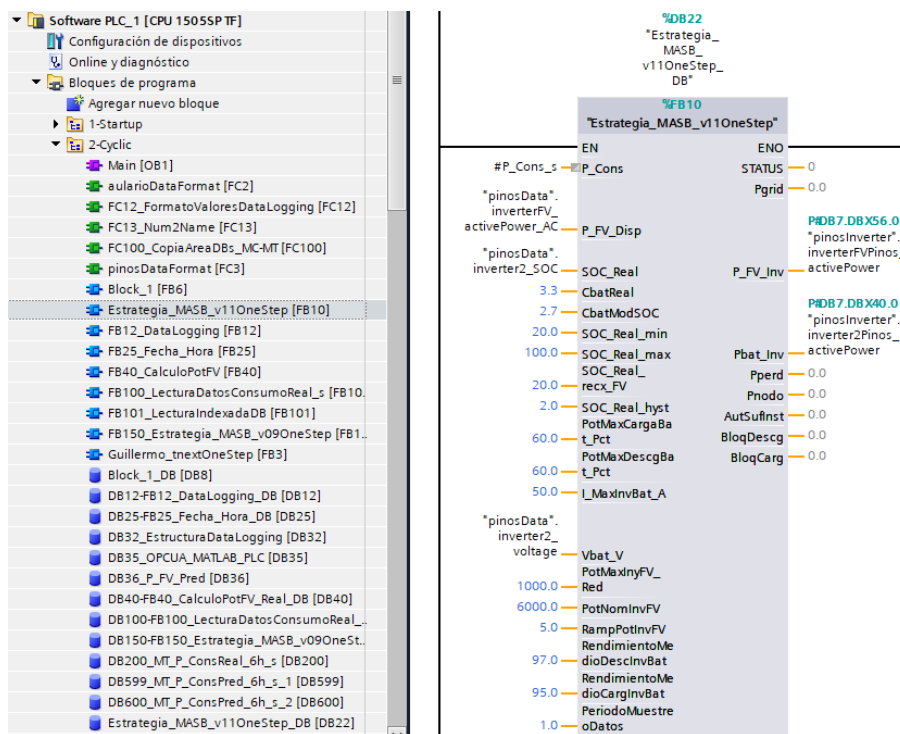 Software PLC_1 [CPU 1505SP TF]
Configuración de dispositivos
Online y diagnóstico
Bloques de programa
Agregar nuevo bloque
1-Startup
2-Cyclic
Main [OB1]
aularioDataFormat [FC2]
FC12_FormatoValoresDataLogging [FC12]
FC13_Num2Name [FC13]
FC100_CopiaAreaDBs_MC-MT [FC100]
pinosDataFormat [FC3]
Block_1 [FB6]
Estrategia_MASB_v11OneStep [FB10]
FB12_DataLogging [FB12]
FB25_Fecha_Hora [FB25]
FB40_CalculoPotFV [FB40]
FB100_LecturaDatosConsumoReal_s [FB10.
FB101_LecturaIndexadaDB [FB101]
FB150_Estrategia_MASB_v09OneStep [FB1..
Guillermo_tnextOneStep [FB3]
Block_1_DB [DB8]
DB12-FB12_DataLogging_DB [DB12]
DB25-FB25_Fecha_Hora_DB [DB25]
DB32_EstructuraDataLogging [DB32]
DB35_OPCUA_MATLAB_PLC [DB35]
DB36_P_FV_Pred [DB36]
DB40-FB40_CalculoPotFV_Real_DB [DB40]
DB100-FB100_LecturaDatosConsumoReal_..
DB150-FB150_Estrategia_MASB_v09OneSt..
DB200_MT_P_ConsReal_6h_s [DB200]
DB599_MT_P_ConsPred_6h_s_1 [DB599]
DB600_MT_P_ConsPred_6h_s_2 [DB600]
Estrategia_MASB_v11OneStep_DB [DB22]
%DB22
"Estrategia_
MASB_
v11OneStep_
DB"
%FB10
"Estrategia_MASB_v11OneStep"
EN ENO
#P_Cons_s P_Cons STATUS 0
Pgrid 0.0
"pinosData".
inverterFV_
activePower_AC P_FV_Disp
P#DB7.DBX56.0
"pinosInverter".
inverterFVPinos_
activePower
"pinosData".
inverter2_SOC SOC_Real P_FV_Inv
3.3 CbatReal
2.7 CbatModSOC
20.0 SOC_Real_min
100.0 SOC_Real_max Pbat_Inv
P#DB7.DBX40.0
"pinosInverter".
inverter2Pinos_
activePower
SOC_Real_
20.0 recx_FV
Pperd 0.0
Pnodo 0.0
2.0 SOC_Real_hyst AutSufInst 0.0
PotMaxCargaBa
60.0 t_Pct BloqDescg 0.0
PotMaxDescgBa
60.0 t_Pct BloqCarg 0.0
50.0 I_MaxInvBat_A
"pinosData".
inverter2_
voltage Vbat_V
PotMaxInyFV_
1000.0 Red
6000.0 PotNomInvFV
5.0 RampPotInvFV
RendimientoMe
97.0 dioDescInvBat
RendimientoMe
95.0 dioCargInvBat
PeriodoMuestre
1.0 oDatos